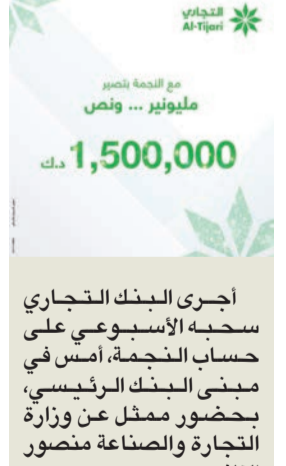 التجاري
Al-Tijari
مع النجمة بتصير
مليونير ... ونص
1,500,000 د.ك
أجرى البنك التجاري
سحبه الأسبوعي على
حساب النجمة، أمس في
مبنى البنك الرئيسي،
بحضور ممثل عن وزارة
التجارة والصناعة منصور